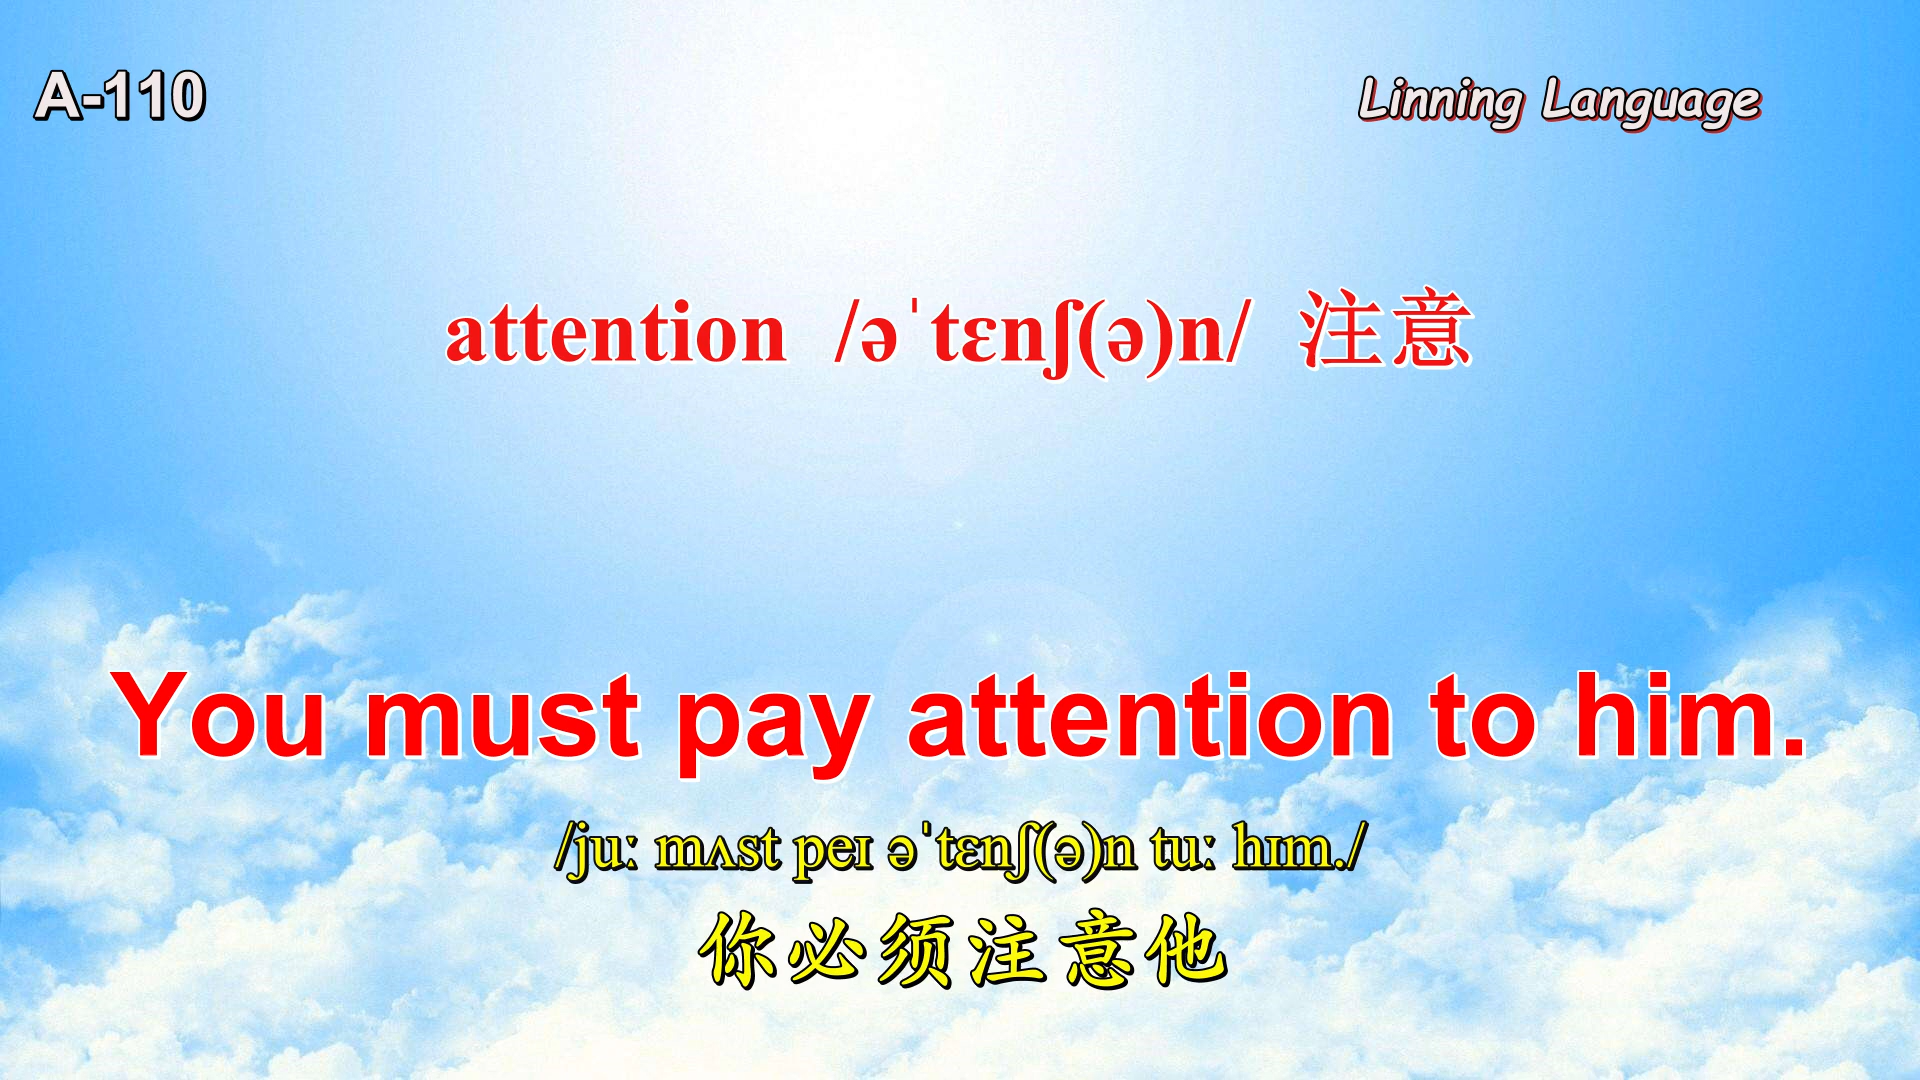 A-110
Linning Language
attention /əˈtɛnʃ(ə)n/ 注意
You must pay attention to him.
/juː mʌst peɪ əˈtɛnʃ(ə)n tuː hɪm./
你必须注意他